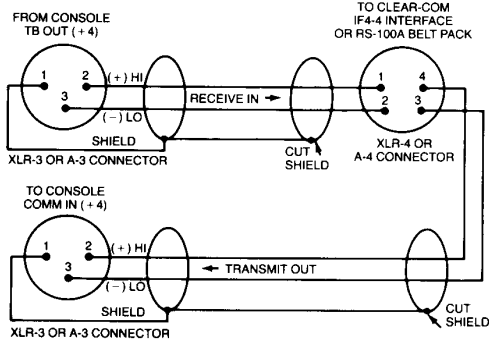 FROM CONSOLE
TB OUT (+4)
TO CLEAR-COM
IF4-4 INTERFACE
OR RS-100A BELT PACK
1
2
3
(+) HI
(−) LO
RECEIVE IN →
SHIELD
XLR-3 OR A-3 CONNECTOR
CUT
SHIELD
1
4
2
3
XLR-4 OR
A-4 CONNECTOR
TO CONSOLE
COMM IN (+4)
1
2
3
(+) HI
(−) LO
← TRANSMIT OUT
SHIELD
XLR-3 OR A-3 CONNECTOR
CUT
SHIELD